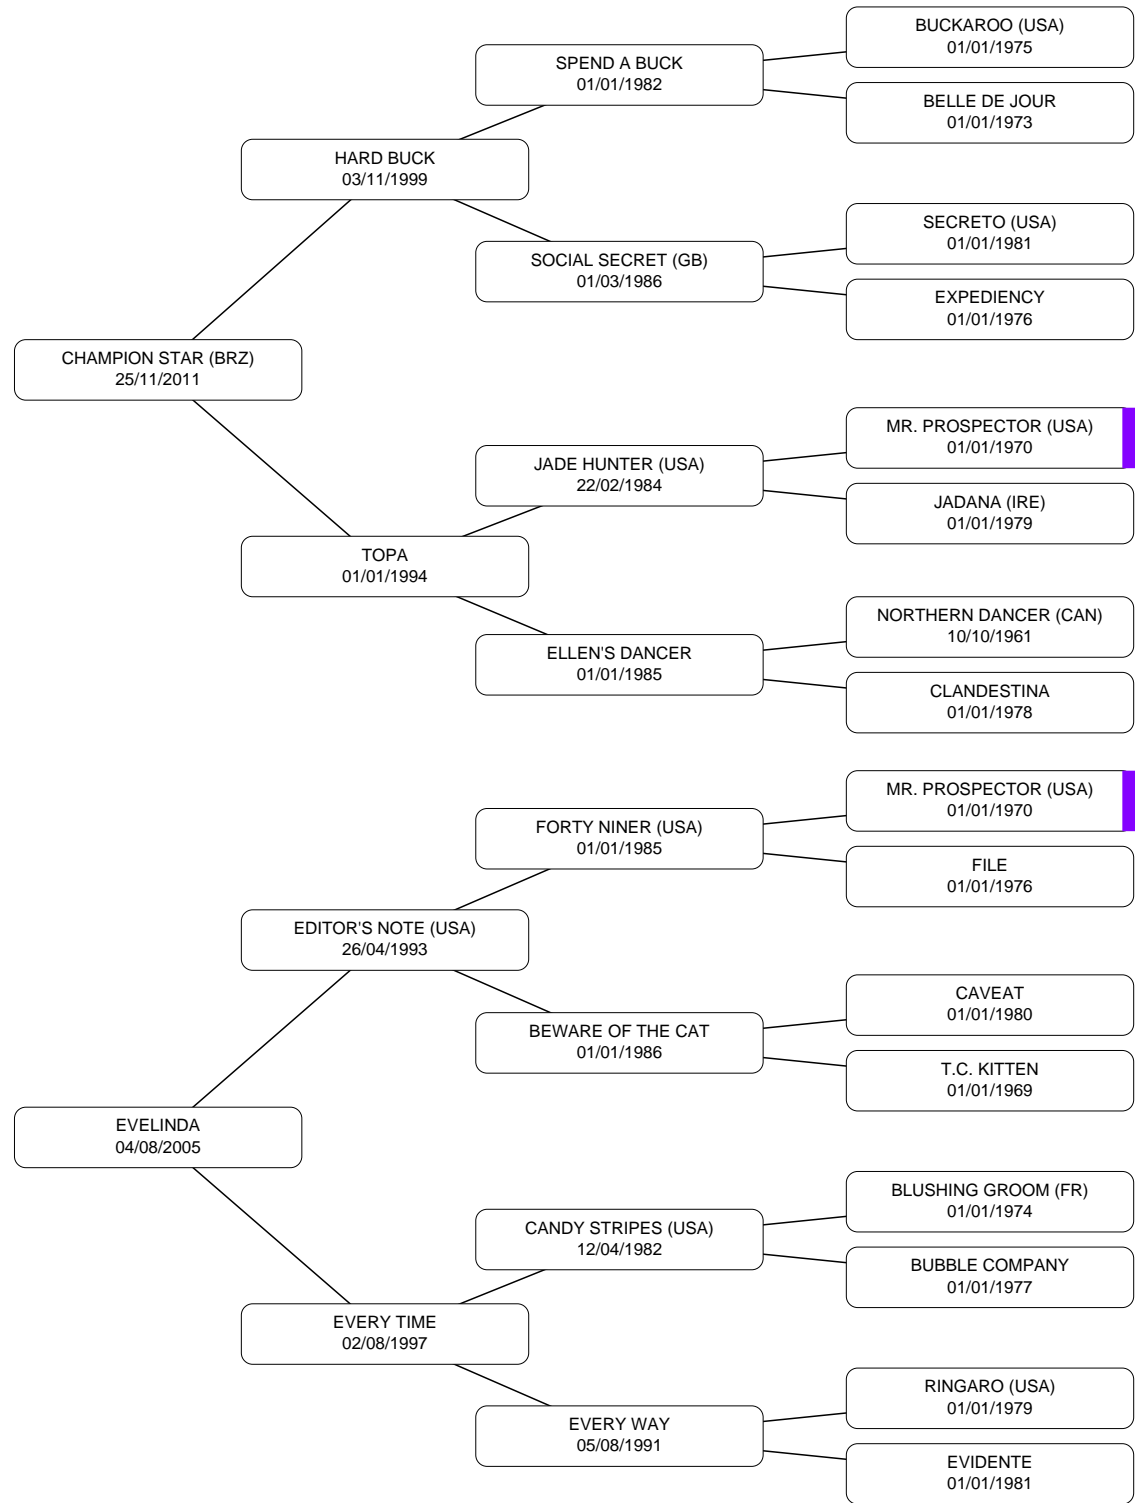 BUCKAROO (USA)
01/01/1975
SPEND A BUCK
01/01/1982
BELLE DE JOUR
01/01/1973
HARD BUCK
03/11/1999
SECRETO (USA)
01/01/1981
SOCIAL SECRET (GB)
01/03/1986
EXPEDIENCY
01/01/1976
CHAMPION STAR (BRZ)
25/11/2011
MR. PROSPECTOR (USA)
01/01/1970
JADE HUNTER (USA)
22/02/1984
JADANA (IRE)
01/01/1979
TOPA
01/01/1994
NORTHERN DANCER (CAN)
10/10/1961
ELLEN'S DANCER
01/01/1985
CLANDESTINA
01/01/1978
MR. PROSPECTOR (USA)
01/01/1970
FORTY NINER (USA)
01/01/1985
FILE
01/01/1976
EDITOR'S NOTE (USA)
26/04/1993
CAVEAT
01/01/1980
BEWARE OF THE CAT
01/01/1986
T.C. KITTEN
01/01/1969
EVELINDA
04/08/2005
BLUSHING GROOM (FR)
01/01/1974
CANDY STRIPES (USA)
12/04/1982
BUBBLE COMPANY
01/01/1977
EVERY TIME
02/08/1997
RINGARO (USA)
01/01/1979
EVERY WAY
05/08/1991
EVIDENTE
01/01/1981